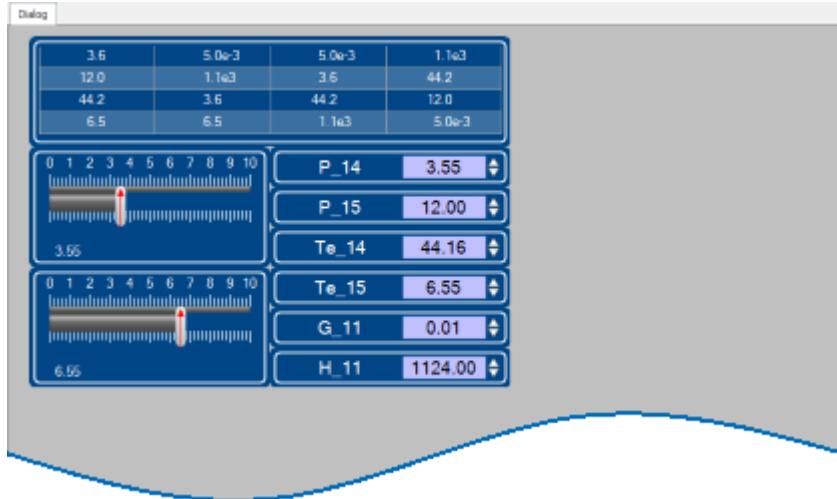 Dialog
3.6 5.0e-3 5.0e-3 1.1e3
12.0 1.1e3 3.6 44.2
44.2 3.6 44.2 12.0
6.5 6.5 1.1e3 5.0e-3
0 1 2 3 4 5 6 7 8 9 10
3.55
0 1 2 3 4 5 6 7 8 9 10
6.55
P_14 3.55
P_15 12.00
Te_14 44.16
Te_15 6.55
G_11 0.01
H_11 1124.00